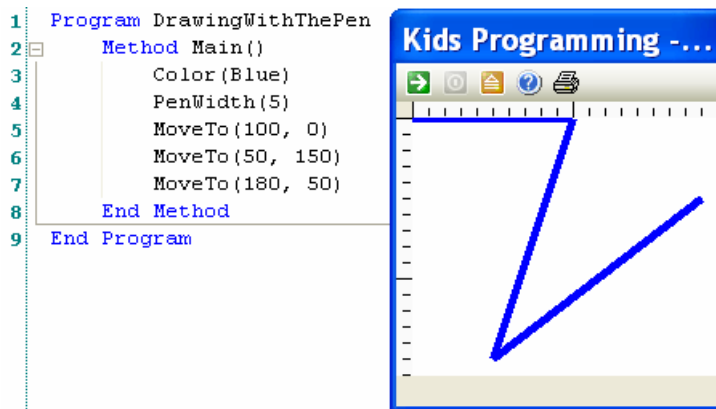 1 Program DrawingWithThePen
2 Method Main()
3 Color(Blue)
4 PenWidth(5)
5 MoveTo(100, 0)
6 MoveTo(50, 150)
7 MoveTo(180, 50)
8 End Method
9 End Program
Kids Programming -...